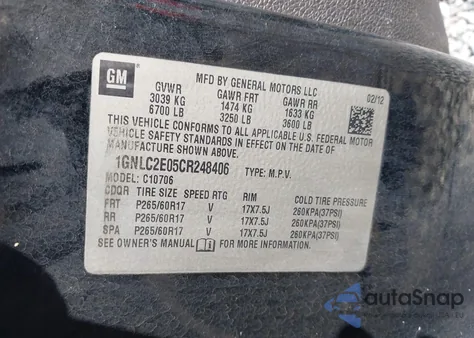 GM
MFD BY GENERAL MOTORS LLC
02/12
GVWR GAWR FRT GAWR RR
3039 KG 1474 KG 1633 KG
6700 LB 3250 LB 3600 LB
THIS VEHICLE CONFORMS TO ALL APPLICABLE U.S. FEDERAL MOTOR
VEHICLE SAFETY STANDARDS IN EFFECT ON THE DATE OF
MANUFACTURE SHOWN ABOVE.
1GNLC2E05CR248406 TYPE: M.P.V.
MODEL: C10706
CDQR TIRE SIZE SPEED RTG RIM COLD TIRE PRESSURE
FRT P265/60R17 V 17X7.5J 260KPA(37PSI)
RR P265/60R17 V 17X7.5J 260KPA(37PSI)
SPA P265/60R17 V 17X7.5J 260KPA(37PSI)
SEE OWNER'S MANUAL FOR MORE INFORMATION.
autoSnap